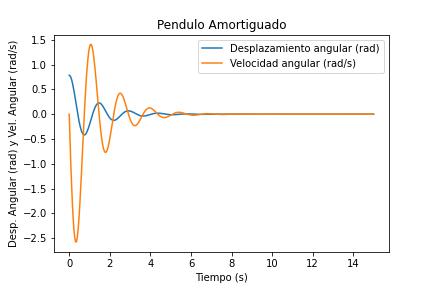 Pendulo Amortiguado
Desp. Angular (rad) y Vel. Angular (rad/s)
1.5
1.0
0.5
0.0
−0.5
−1.0
−1.5
−2.0
−2.5
Desplazamiento angular (rad)
Velocidad angular (rad/s)
0 2 4 6 8 10 12 14
Tiempo (s)